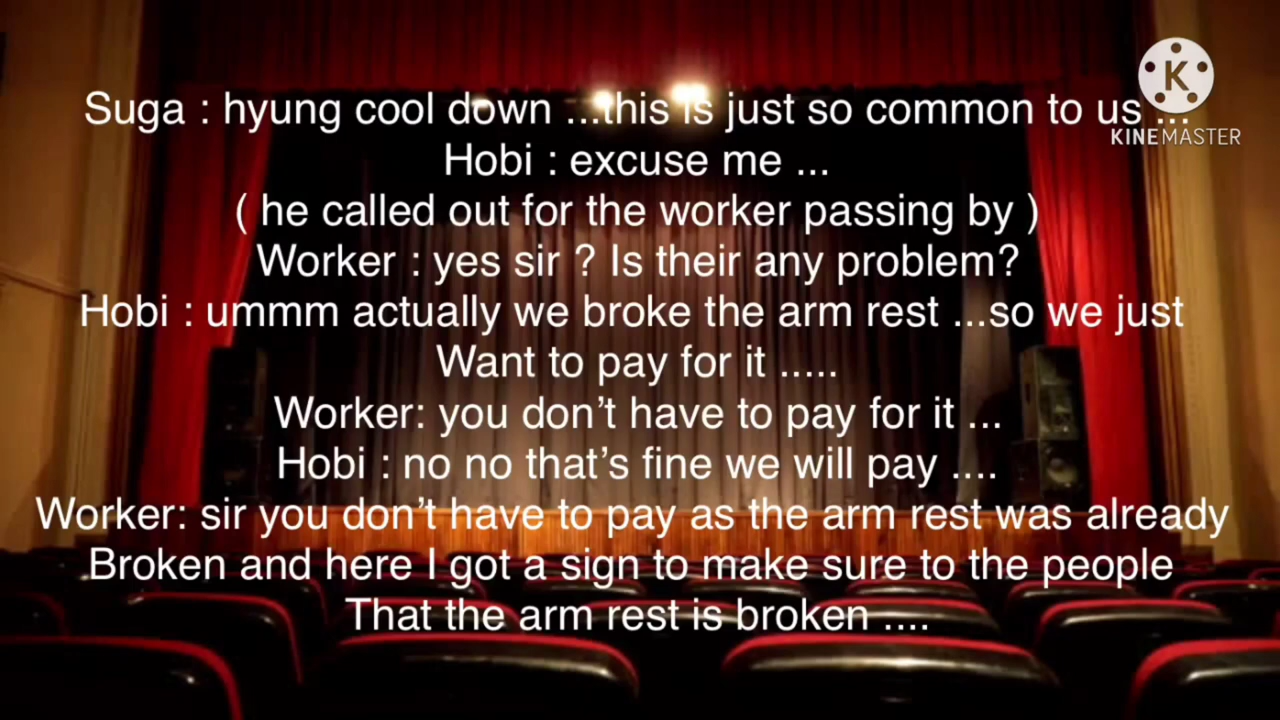 Suga : hyung cool down ...this is just so common to us ...
KINEMASTER
Hobi : excuse me ...
( he called out for the worker passing by )
Worker : yes sir ? Is their any problem?
Hobi : ummm actually we broke the arm rest ...so we just
Want to pay for it .....
Worker: you don’t have to pay for it ...
Hobi : no no that’s fine we will pay ....
Worker: sir you don’t have to pay as the arm rest was already
Broken and here I got a sign to make sure to the people
That the arm rest is broken ....